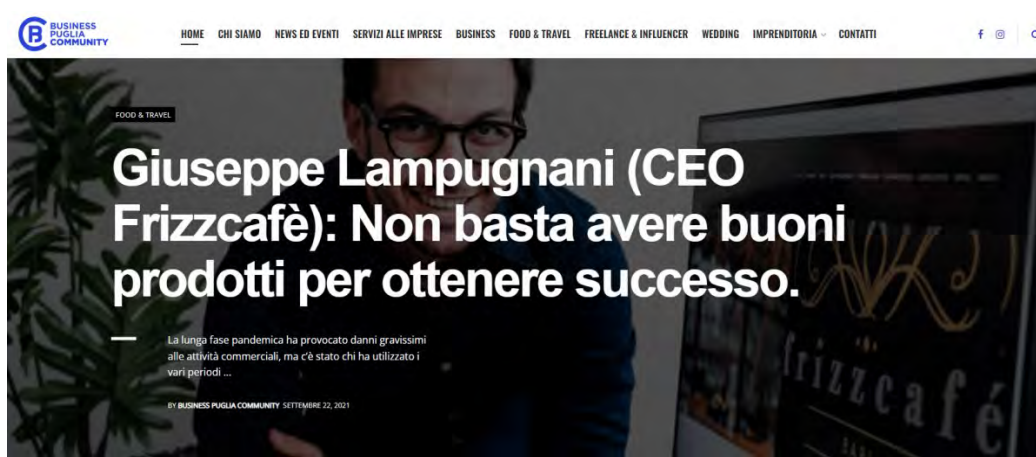 BUSINESS
PUGLIA
COMMUNITY
HOME CHI SIAMO NEWS ED EVENTI SERVIZI ALLE IMPRESE BUSINESS FOOD & TRAVEL FREELANCE & INFLUENCER WEDDING IMPRENDITORIA CONTATTI
FOOD & TRAVEL
Giuseppe Lampugnani (CEO
Frizzcafè): Non basta avere buoni
prodotti per ottenere successo.
La lunga fase pandemica ha provocato danni gravissimi
alle attività commerciali, ma c'è stato chi ha utilizzato i
vari periodi ...
BY BUSINESS PUGLIA COMMUNITY SETTEMBRE 22, 2021
frizzcafé